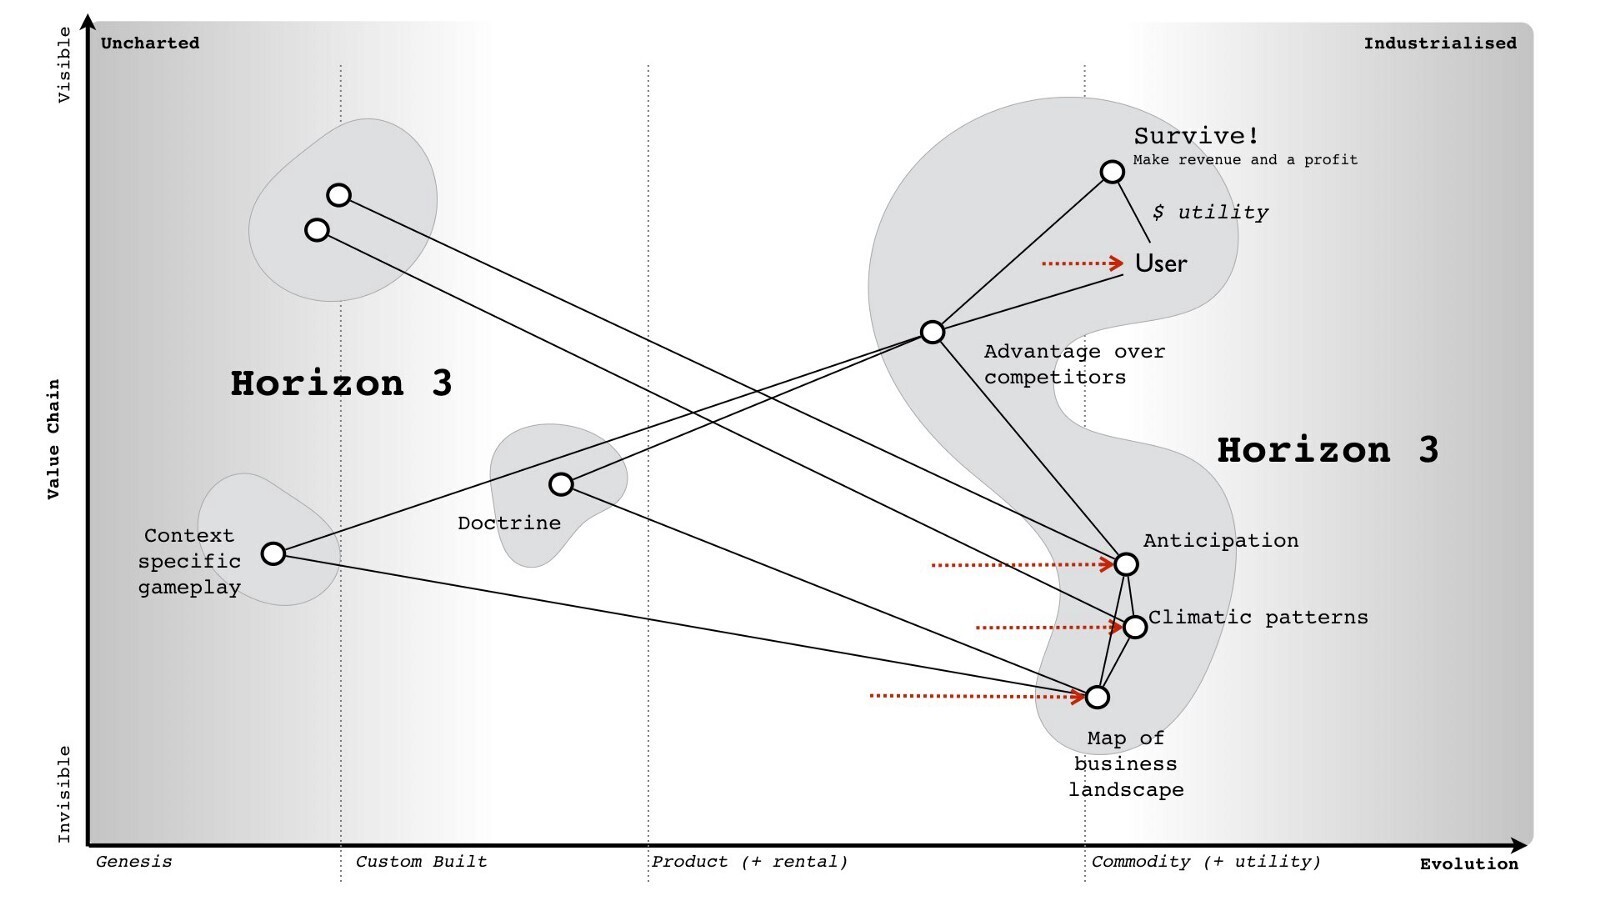 Uncharted
Industrialised
Visible
Value Chain
Invisible
Survive!
Make revenue and a profit
$ utility
User
Advantage over
competitors
Horizon 3
Horizon 3
Doctrine
Context
specific
gameplay
Anticipation
Climatic patterns
Map of
business
landscape
Genesis
Custom Built
Product (+ rental)
Commodity (+ utility)
Evolution